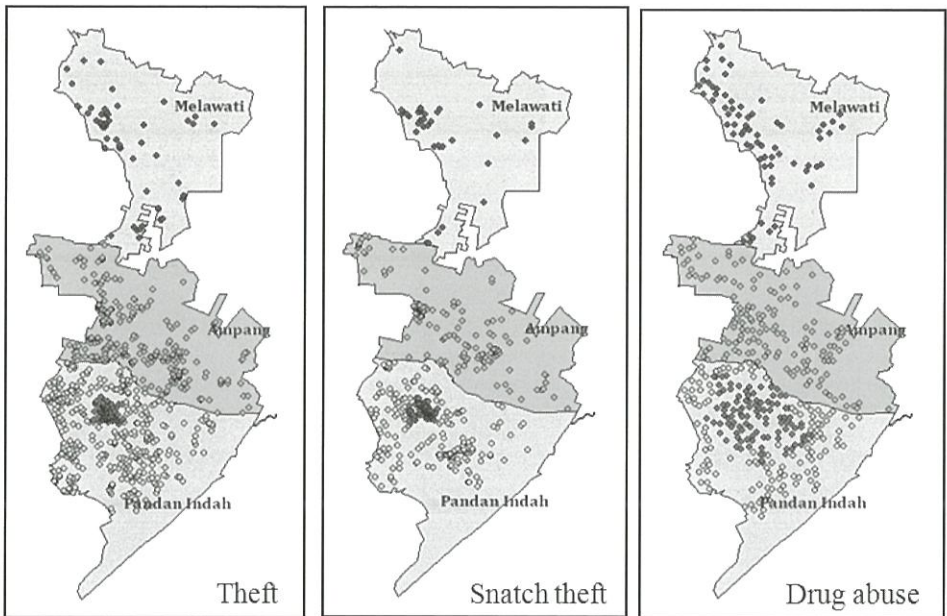 Melawati
Ampang
Pandan Indah
Theft
Melawati
Ampang
Pandan Indah
Snatch theft
Melawati
Ampang
Pandan Indah
Drug abuse